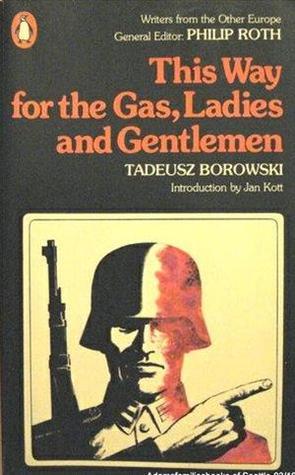 Writers from the Other Europe
General Editor: PHILIP ROTH
This Way
for the Gas, Ladies
and Gentlemen
TADEUSZ BOROWSKI
Introduction by Jan Kott